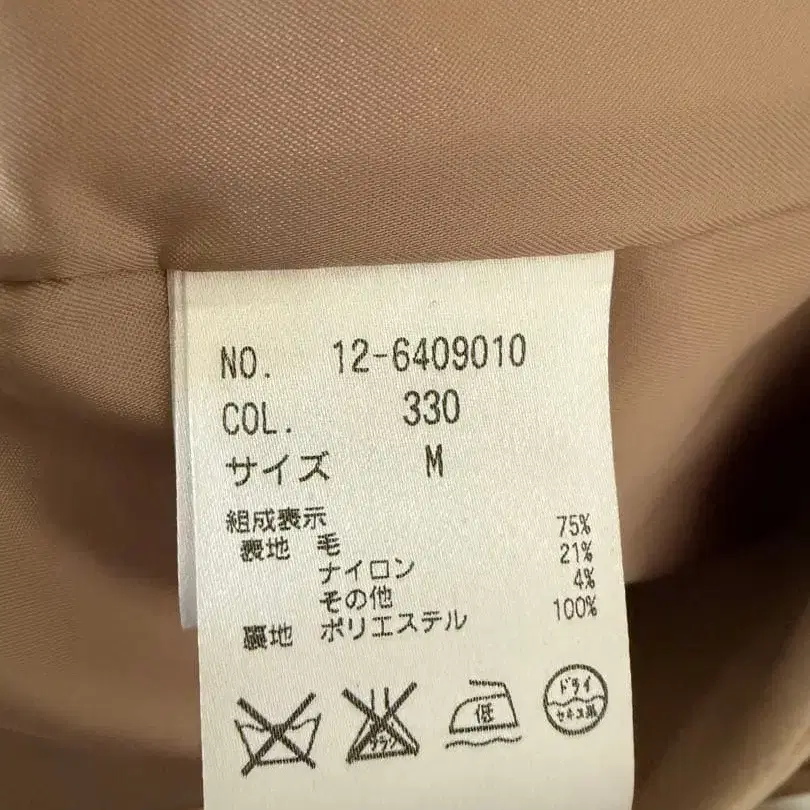 NO. 12-6409010
COL. 330
サイズ M
組成表示
表地 毛 75%
ナイロン 21%
その他 4%
裏地 ポリエステル 100%
低 ドライ
セキユ系